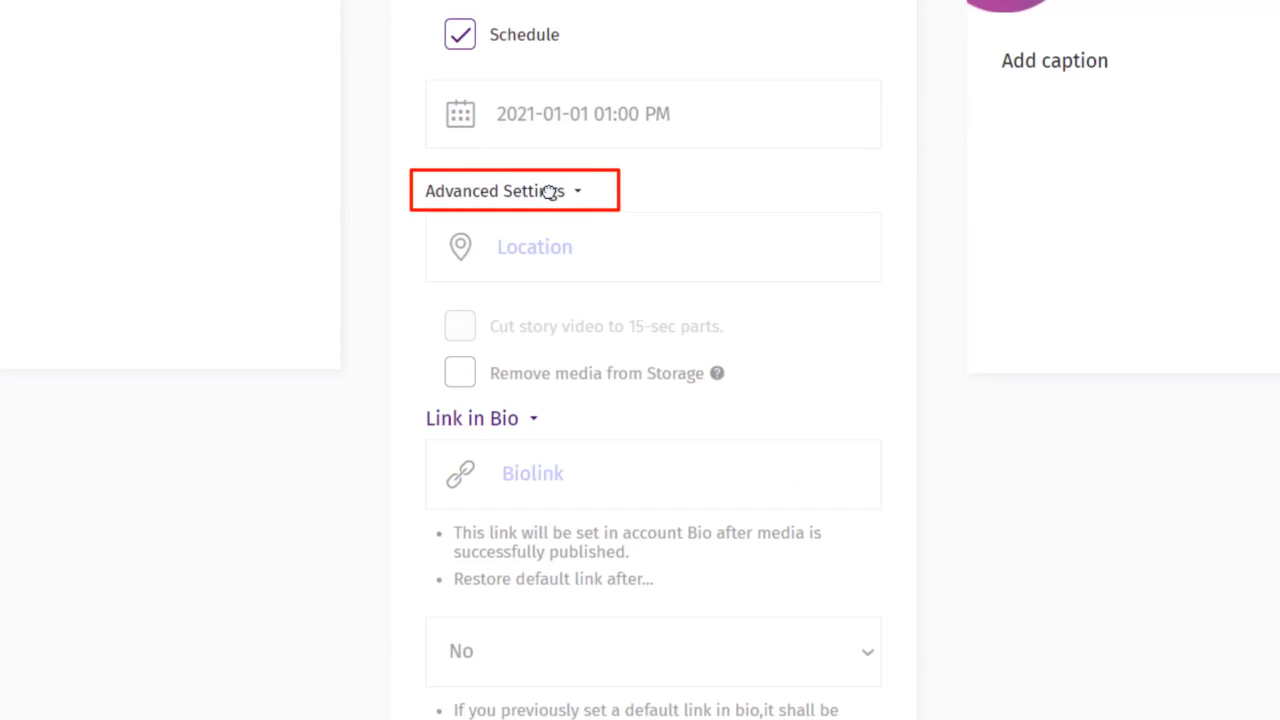 Schedule
Add caption
2021-01-01 01:00 PM
Advanced Settings
Location
Cut story video to 15-sec parts.
Remove media from Storage
Link in Bio
Biolink
This link will be set in account Bio after media is
successfully published.
Restore default link after...
No
If you previously set a default link in bio,it shall be